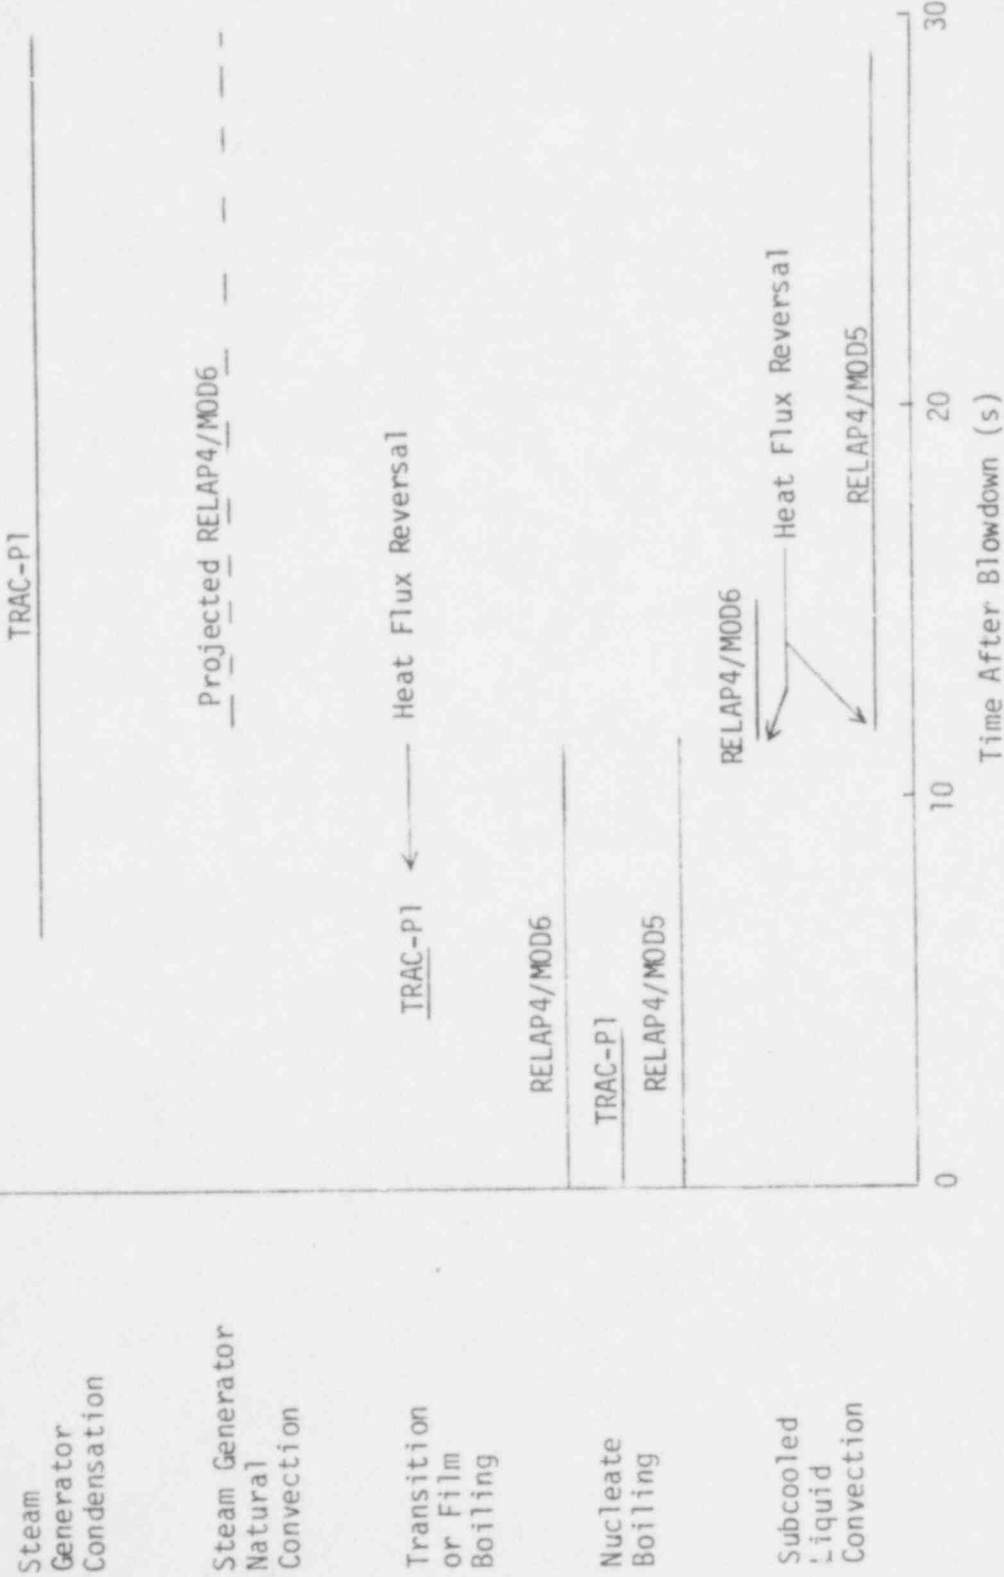 Steam
Generator
Condensation
TRAC-P1
Steam Generator
Natural
Convection
Projected RELAP4/MOD6
Transition
or Film
Boiling
TRAC-P1
Heat Flux Reversal
Nucleate
Boiling
RELAP4/MOD6
TRAC-P1
RELAP4/MOD5
Subcooled
Liquid
Convection
RELAP4/MOD6
Heat Flux Reversal
RELAP4/MOD5
0
10
20
30
Time After Blowdown (s)